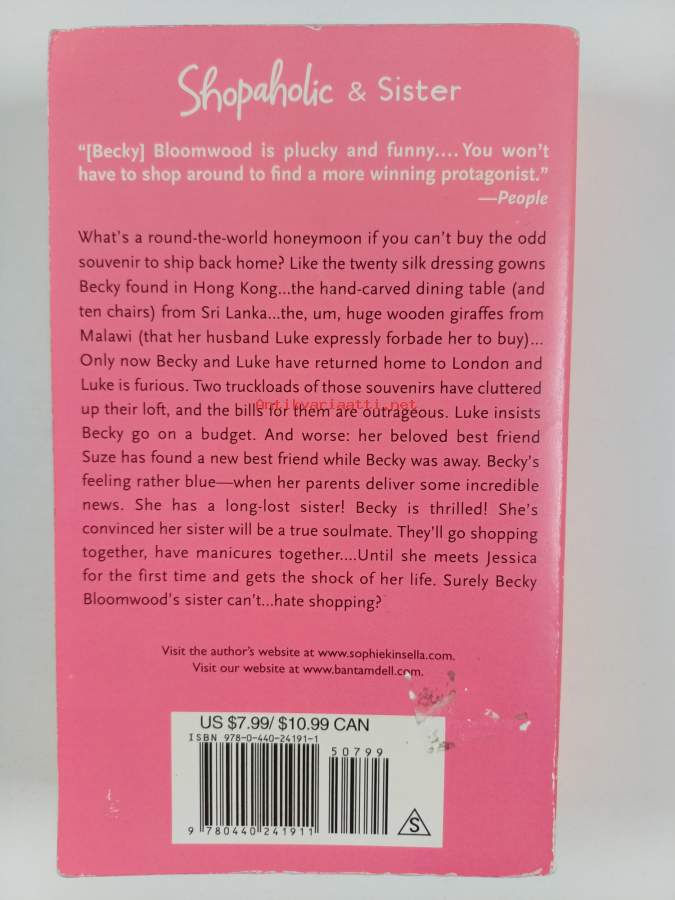 Shopaholic & Sister
“[Becky] Bloomwood is plucky and funny.... You won’t
have to shop around to find a more winning protagonist.”
—People
What’s a round-the-world honeymoon if you can’t buy the odd
souvenir to ship back home? Like the twenty silk dressing gowns
Becky found in Hong Kong...the hand-carved dining table (and
ten chairs) from Sri Lanka...the, um, huge wooden giraffes from
Malawi (that her husband Luke expressly forbade her to buy)...
Only now Becky and Luke have returned home to London and
Luke is furious. Two truckloads of those souvenirs have cluttered
up their loft, and the bills for them are outrageous. Luke insists
Antikvariaatti.net
Becky go on a budget. And worse: her beloved best friend
Suze has found a new best friend while Becky was away. Becky’s
feeling rather blue—when her parents deliver some incredible
news. She has a long-lost sister! Becky is thrilled! She’s
convinced her sister will be a true soulmate. They’ll go shopping
together, have manicures together....Until she meets Jessica
for the first time and gets the shock of her life. Surely Becky
Bloomwood’s sister can’t...hate shopping?
Visit the author’s website at www.sophiekinsella.com.
Visit our website at www.bantamdell.com.
US $7.99/ $10.99 CAN
ISBN 978-0-440-24191-1
50799
9 780440 241911
S